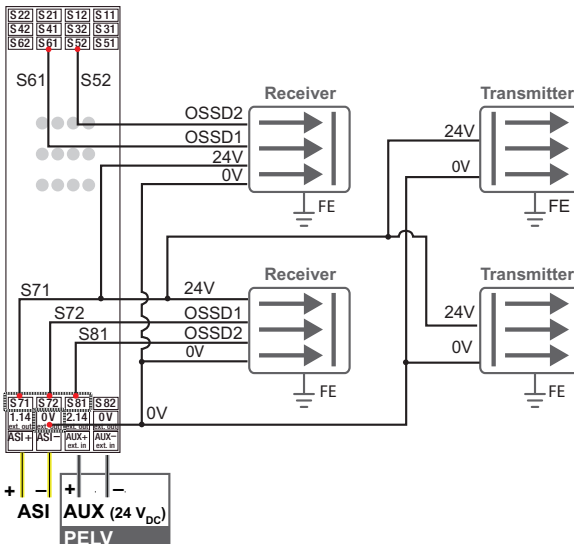 S22 S21 S12 S11
S42 S41 S32 S31
S62 S61 S52 S51
S61 S52
Receiver
Transmitter
OSSD2
OSSD1
24V
0V
FE
24V
0V
FE
Receiver
Transmitter
S71
24V
S72
OSSD1
S81
OSSD2
0V
FE
24V
0V
FE
S71 S72 S81 S82
1.14 0V 2.14 0V
ext. out ext. out ext. out
ASI+ ASI− AUX+ AUX−
ext. in ext. in
0V
+ − + −
ASI AUX (24 VDC)
PELV